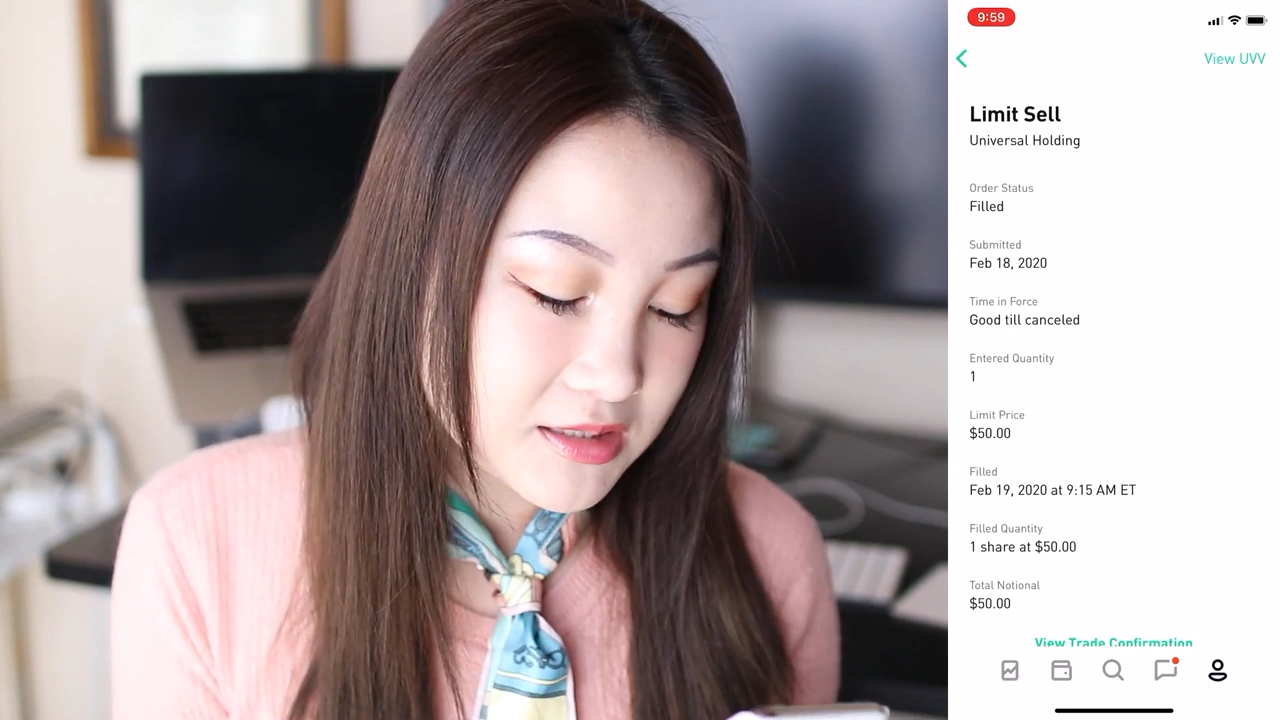 9:59
View UVV
Limit Sell
Universal Holding
Order Status
Filled
Submitted
Feb 18, 2020
Time in Force
Good till canceled
Entered Quantity
1
Limit Price
$50.00
Filled
Feb 19, 2020 at 9:15 AM ET
Filled Quantity
1 share at $50.00
Total Notional
$50.00
View Trade Confirmation